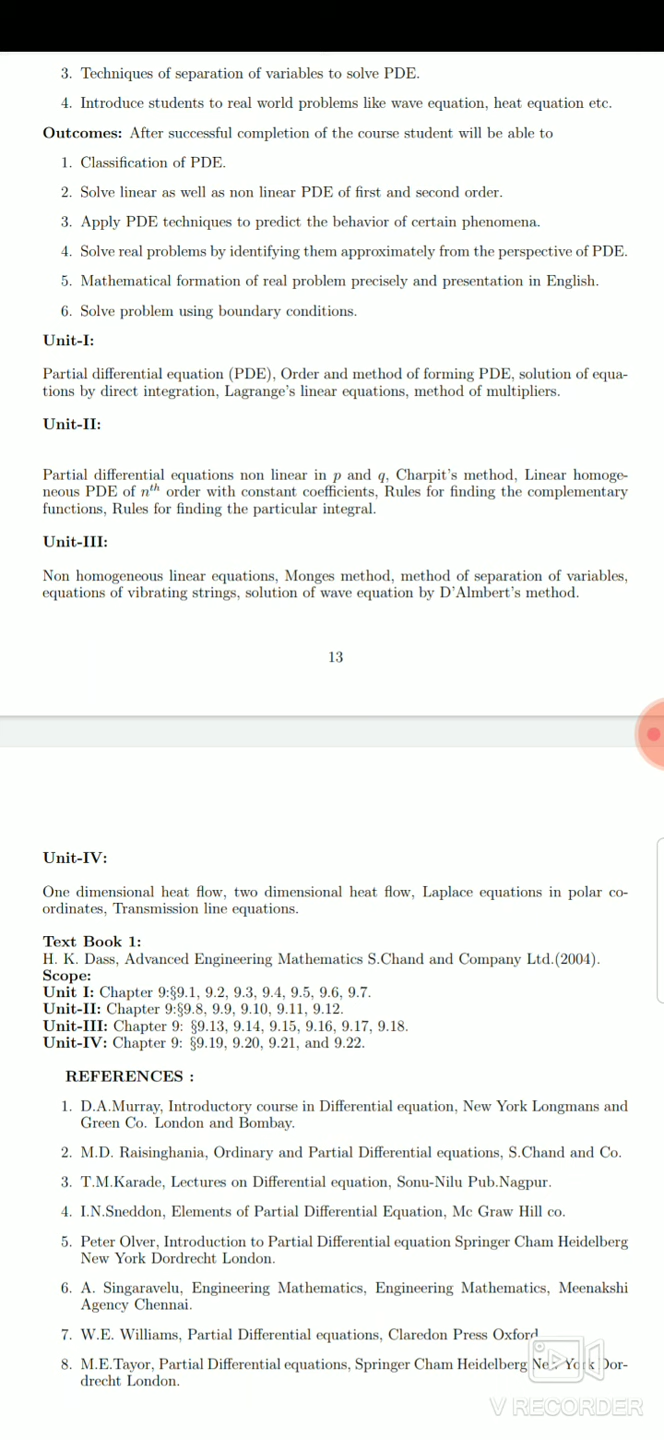 3. Techniques of separation of variables to solve PDE.
4. Introduce students to real world problems like wave equation, heat equation etc.
Outcomes: After successful completion of the course student will be able to
1. Classification of PDE.
2. Solve linear as well as non linear PDE of first and second order.
3. Apply PDE techniques to predict the behavior of certain phenomena.
4. Solve real problems by identifying them approximately from the perspective of PDE.
5. Mathematical formation of real problem precisely and presentation in English.
6. Solve problem using boundary conditions.
Unit-I:
Partial differential equation (PDE), Order and method of forming PDE, solution of equa-
tions by direct integration, Lagrange's linear equations, method of multipliers.
Unit-II:
Partial differential equations non linear in p and q, Charpit's method, Linear homoge-
neous PDE of nth order with constant coefficients, Rules for finding the complementary
functions, Rules for finding the particular integral.
Unit-III:
Non homogeneous linear equations, Monges method, method of separation of variables,
equations of vibrating strings, solution of wave equation by D'Almbert's method.
13
Unit-IV:
One dimensional heat flow, two dimensional heat flow, Laplace equations in polar co-
ordinates, Transmission line equations.
Text Book 1:
H. K. Dass, Advanced Engineering Mathematics S.Chand and Company Ltd.(2004).
Scope:
Unit I: Chapter 9:§9.1, 9.2, 9.3, 9.4, 9.5, 9.6, 9.7.
Unit-II: Chapter 9:§9.8, 9.9, 9.10, 9.11, 9.12.
Unit-III: Chapter 9: §9.13, 9.14, 9.15, 9.16, 9.17, 9.18.
Unit-IV: Chapter 9: §9.19, 9.20, 9.21, and 9.22.
REFERENCES :
1. D.A.Murray, Introductory course in Differential equation, New York Longmans and
Green Co. London and Bombay.
2. M.D. Raisinghania, Ordinary and Partial Differential equations, S.Chand and Co.
3. T.M.Karade, Lectures on Differential equation, Sonu-Nilu Pub.Nagpur.
4. I.N.Sneddon, Elements of Partial Differential Equation, Mc Graw Hill co.
5. Peter Olver, Introduction to Partial Differential equation Springer Cham Heidelberg
New York Dordrecht London.
6. A. Singaravelu, Engineering Mathematics, Engineering Mathematics, Meenakshi
Agency Chennai.
7. W.E. Williams, Partial Differential equations, Claredon Press Oxford
8. M.E.Tayor, Partial Differential equations, Springer Cham Heidelberg New York Dor-
drecht London.
V RECORDER